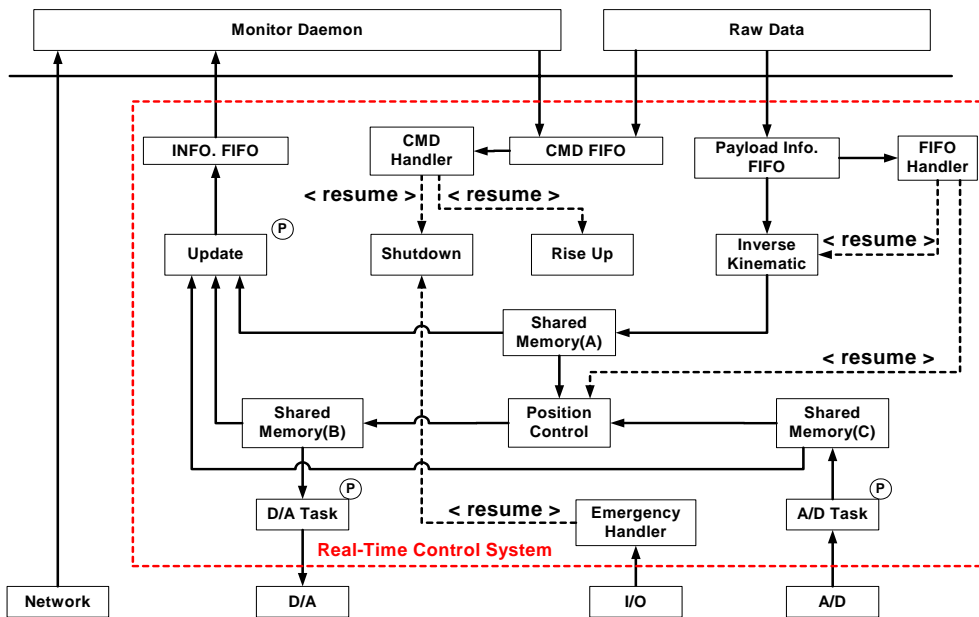 Monitor Daemon
Raw Data
INFO. FIFO
CMD
Handler
CMD FIFO
Payload Info.
FIFO
FIFO
Handler
< resume >
< resume >
P
Update
Shutdown
Rise Up
Inverse
Kinematic
< resume >
Shared
Memory(A)
< resume >
Shared
Memory(B)
Position
Control
Shared
Memory(C)
P
P
D/A Task
< resume >
Emergency
Handler
A/D Task
Real-Time Control System
Network
D/A
I/O
A/D